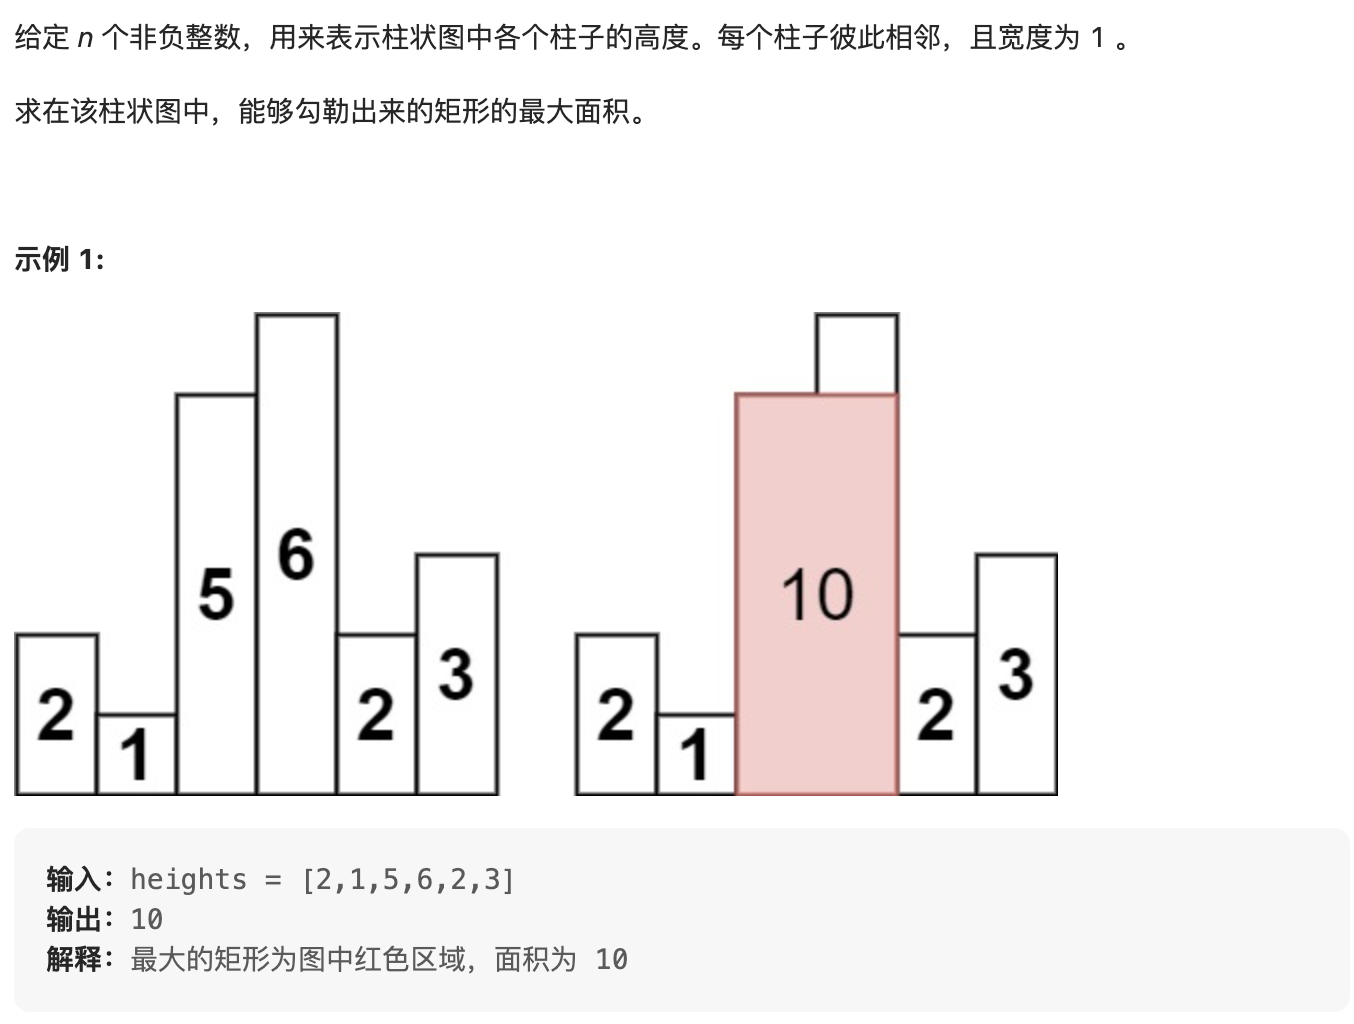 给定 n 个非负整数，用来表示柱状图中各个柱子的高度。每个柱子彼此相邻，且宽度为 1 。
求在该柱状图中，能够勾勒出来的矩形的最大面积。
示例 1:
2 1 5 6 2 3
2 1 10 2 3
输入：heights = [2,1,5,6,2,3]
输出：10
解释：最大的矩形为图中红色区域，面积为 10